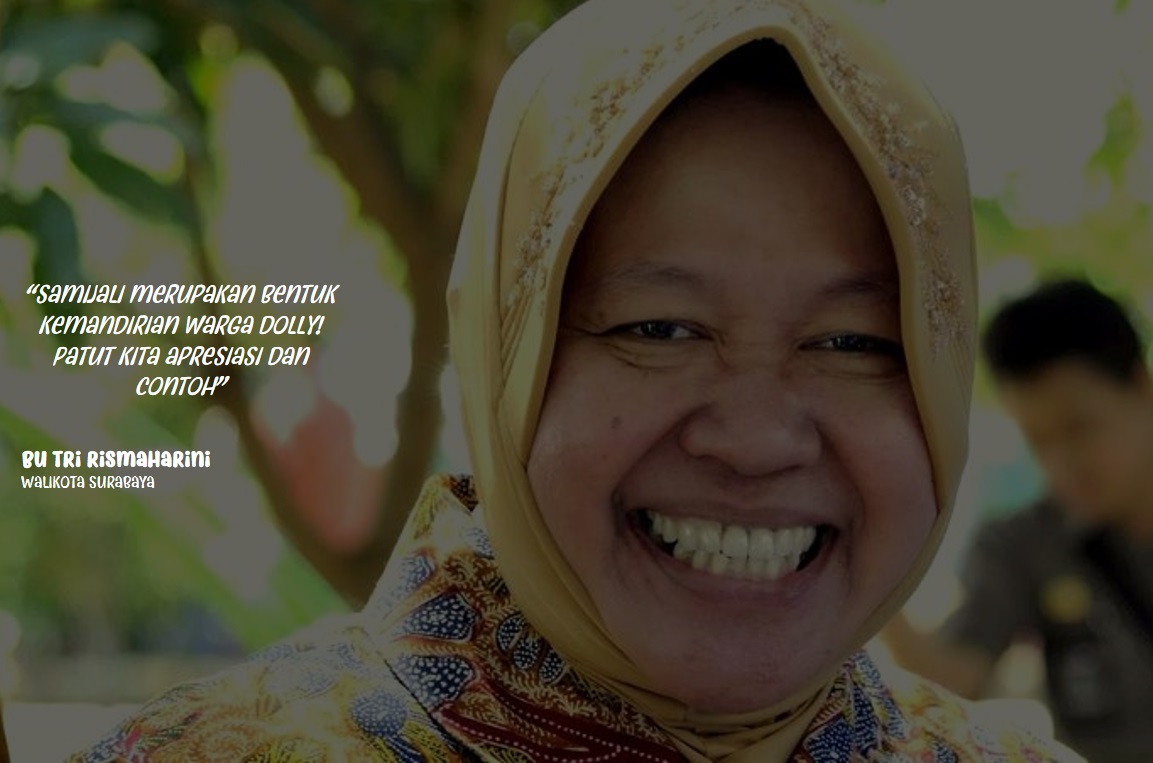 “Samijali merupakan bentuk
kemandirian warga Dolly!
Patut kita apresiasi dan
contoh”
Bu Tri Rismaharini
Walikota Surabaya